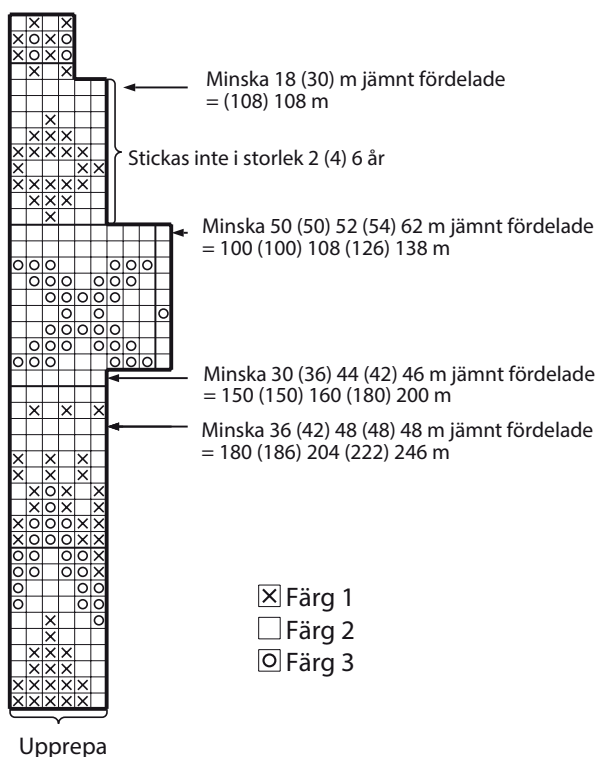 Minska 18 (30) m jämnt fördelade
= (108) 108 m
Stickas inte i storlek 2 (4) 6 år
Minska 50 (50) 52 (54) 62 m jämnt fördelade
= 100 (100) 108 (126) 138 m
Minska 30 (36) 44 (42) 46 m jämnt fördelade
= 150 (150) 160 (180) 200 m
Minska 36 (42) 48 (48) 48 m jämnt fördelade
= 180 (186) 204 (222) 246 m
Färg 1
Färg 2
Färg 3
Upprepa